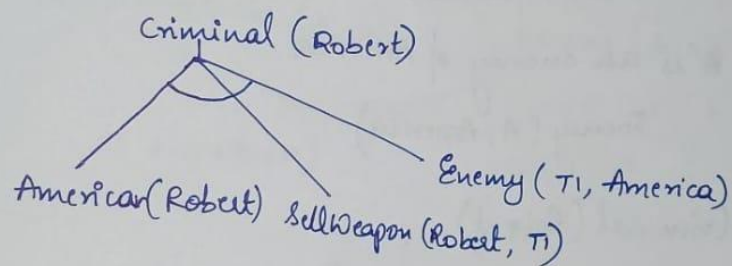 Criminal (Robert)
American(Robert)
SellWeapon (Robert, T1)
Enemy (T1, America)